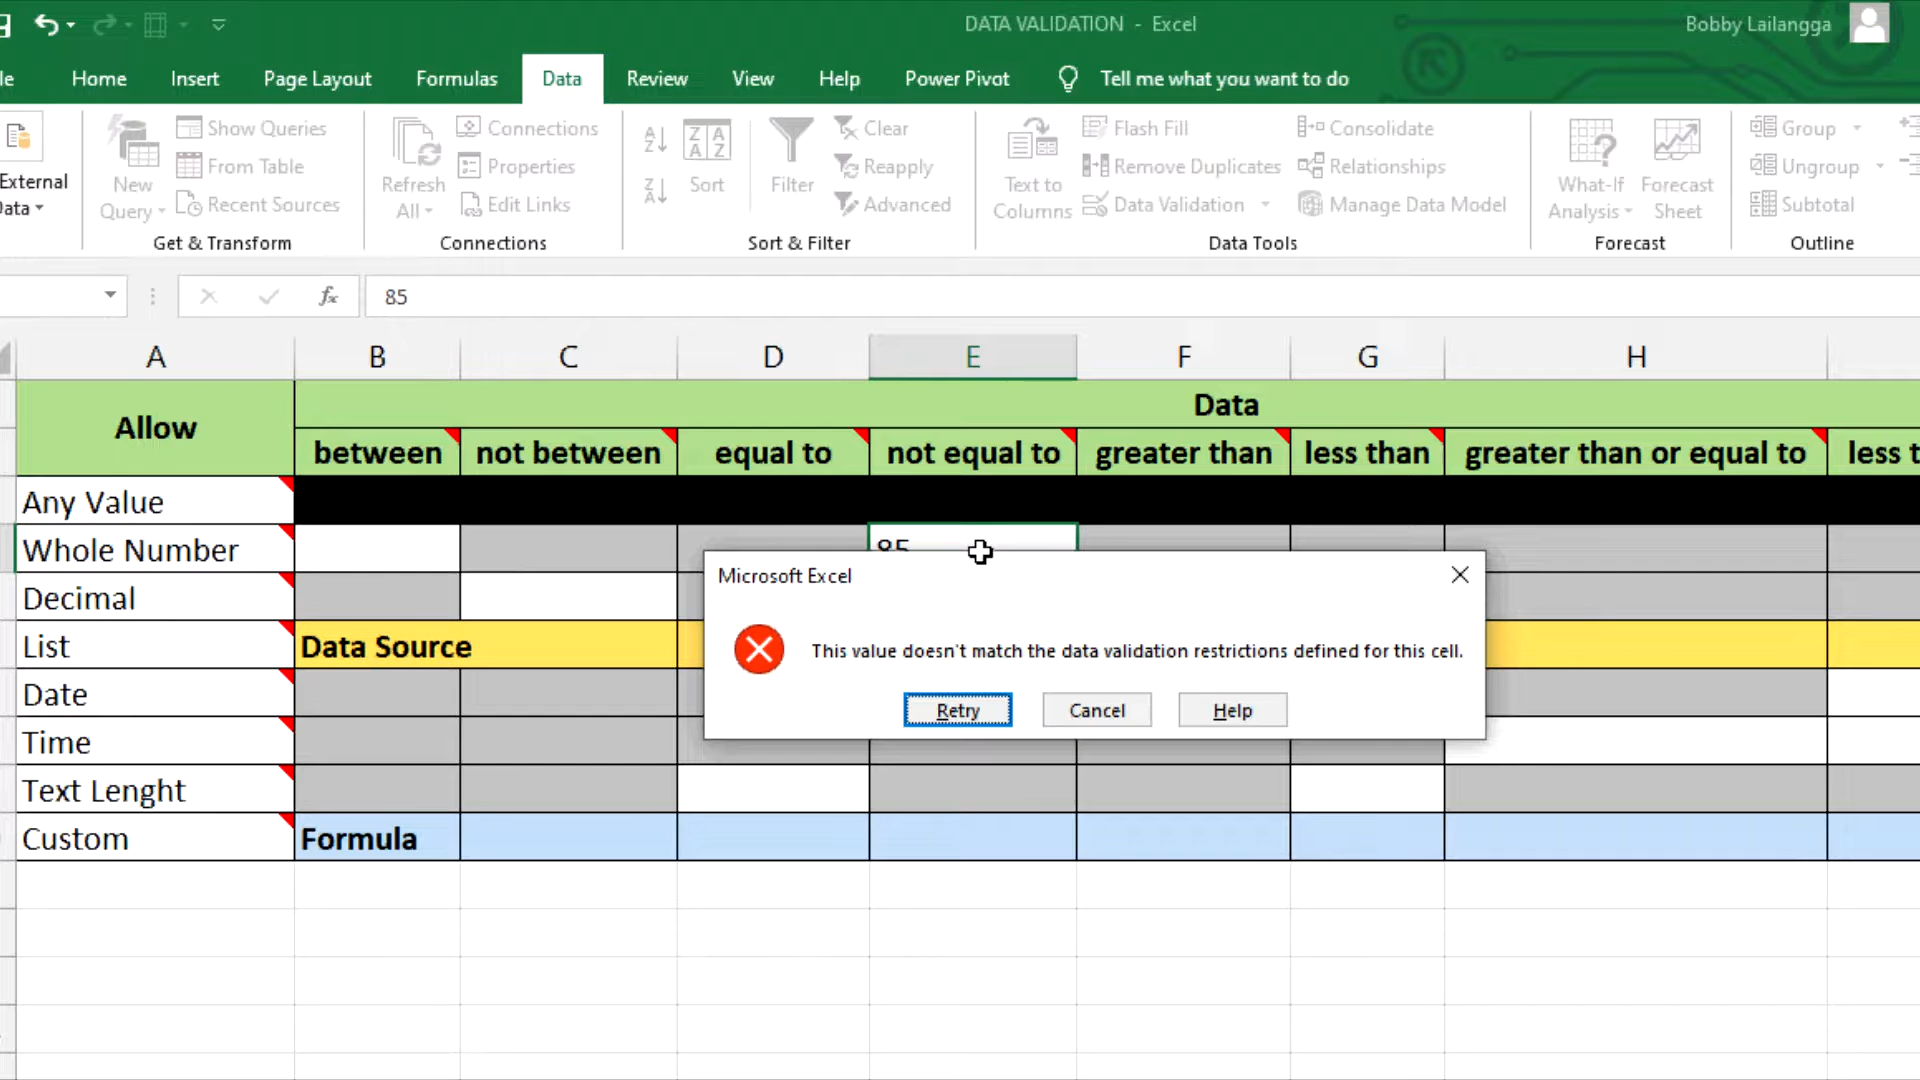 DATA VALIDATION - Excel
Bobby Lailangga
Home Insert Page Layout Formulas Data Review View Help Power Pivot Tell me what you want to do
External
New
Query
Show Queries
From Table
Recent Sources
Get & Transform
Refresh
All
Connections
Properties
Edit Links
Connections
Sort
Filter
Clear
Reapply
Advanced
Sort & Filter
Text to
Columns
Flash Fill
Remove Duplicates
Data Validation
Consolidate
Relationships
Manage Data Model
Data Tools
What-If
Analysis
Forecast
Sheet
Forecast
Group
Ungroup
Subtotal
Outline
fx 85
A B C D E F G H
Allow Data
between not between equal to not equal to greater than less than greater than or equal to less
Any Value
Whole Number 85
Decimal
List Data Source
Date
Time
Text Lenght
Custom Formula
Microsoft Excel
This value doesn't match the data validation restrictions defined for this cell.
Retry Cancel Help